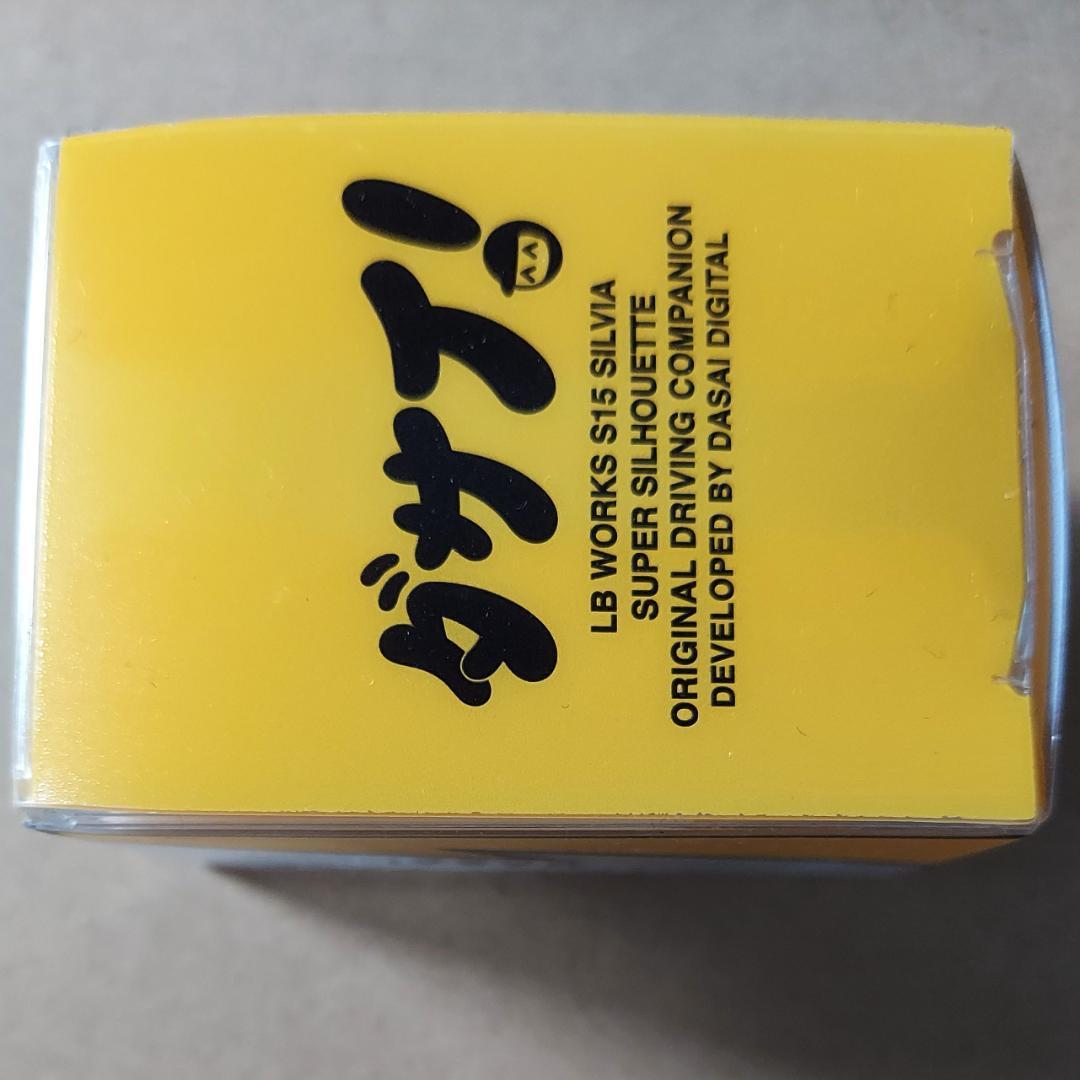 ダサイ!
LB WORKS S15 SILVIA
SUPER SILHOUETTE
ORIGINAL DRIVING COMPANION
DEVELOPED BY DASAI DIGITAL